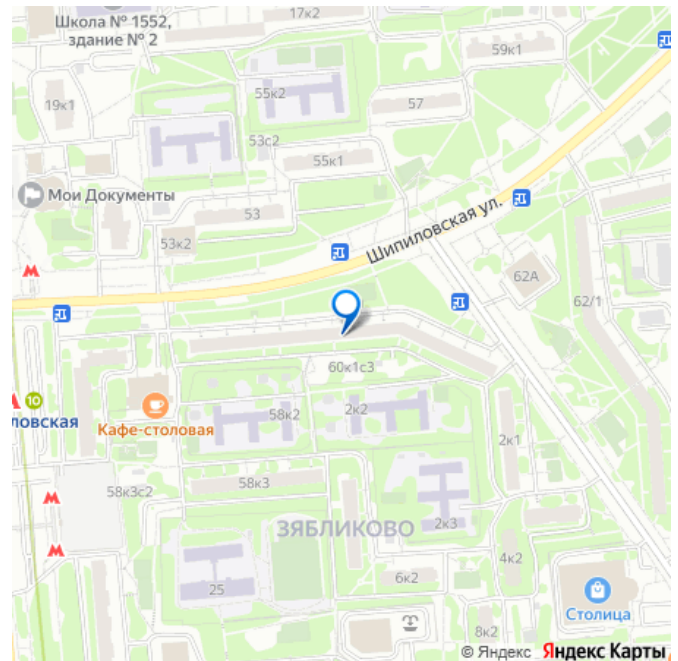 17к2
Школа № 1552,
здание № 2
59к1
55к2
19к1
57
53с2
55к1
Мои Документы
53
Шипиловская ул.
53к2
62А
62/1
60к1с3
10
ловская
Кафе-столовая
58к2
2к2
2к1
58к3
58к3с2
ЗЯБЛИКОВО
2к3
4к2
25
6к2
Столица
8к2
© Яндекс Яндекс Карты